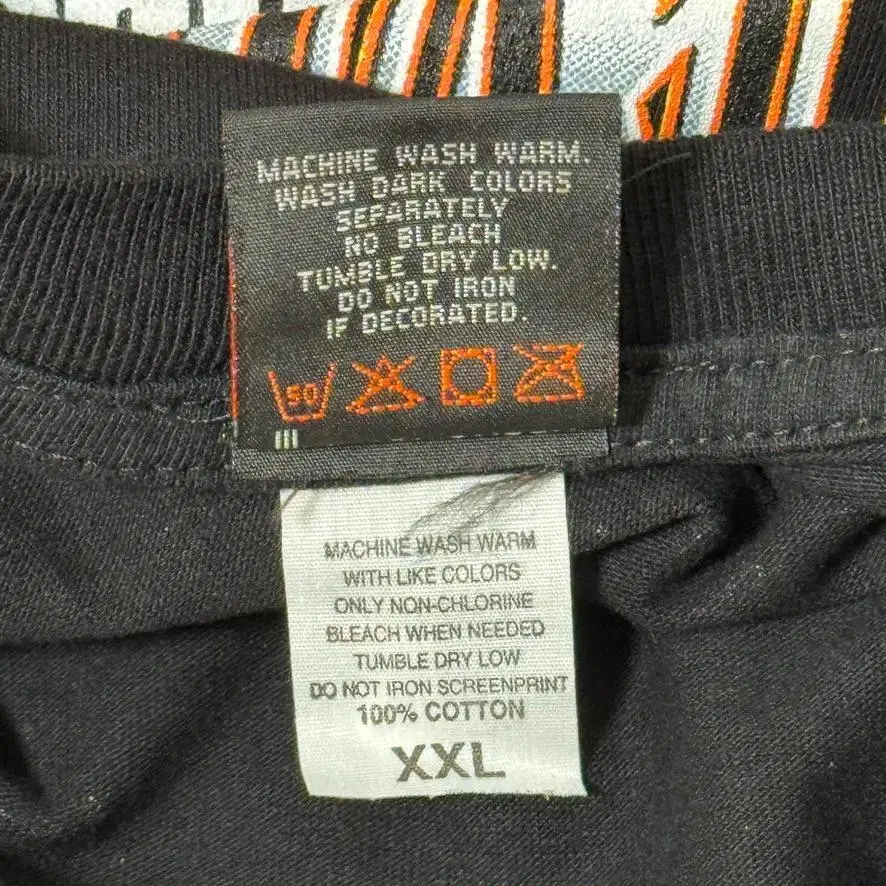 MACHINE WASH WARM.
WASH DARK COLORS
SEPARATELY
NO BLEACH
TUMBLE DRY LOW.
DO NOT IRON
IF DECORATED.
50
MACHINE WASH WARM
WITH LIKE COLORS
ONLY NON-CHLORINE
BLEACH WHEN NEEDED
TUMBLE DRY LOW
DO NOT IRON SCREENPRINT
100% COTTON
XXL